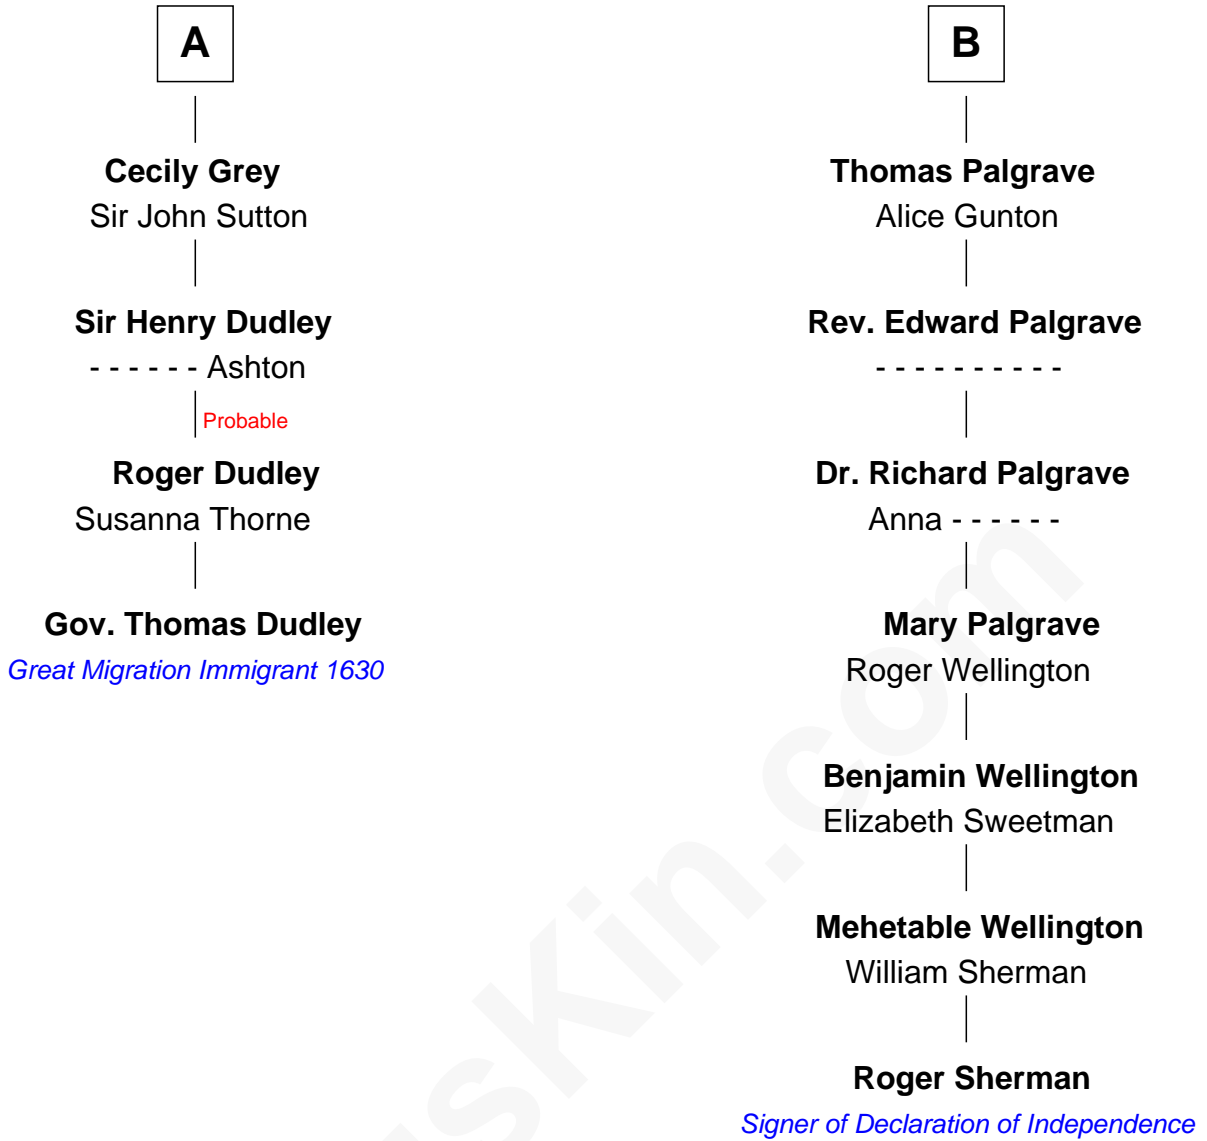 A
Cecily Grey
Sir John Sutton
Sir Henry Dudley
- - - - - - Ashton
Probable
Roger Dudley
Susanna Thorne
Gov. Thomas Dudley
Great Migration Immigrant 1630
B
Thomas Palgrave
Alice Gunton
Rev. Edward Palgrave
- - - - - - - - - -
Dr. Richard Palgrave
Anna - - - - - -
Mary Palgrave
Roger Wellington
Benjamin Wellington
Elizabeth Sweetman
Mehetable Wellington
William Sherman
Roger Sherman
Signer of Declaration of Independence
usKin.com